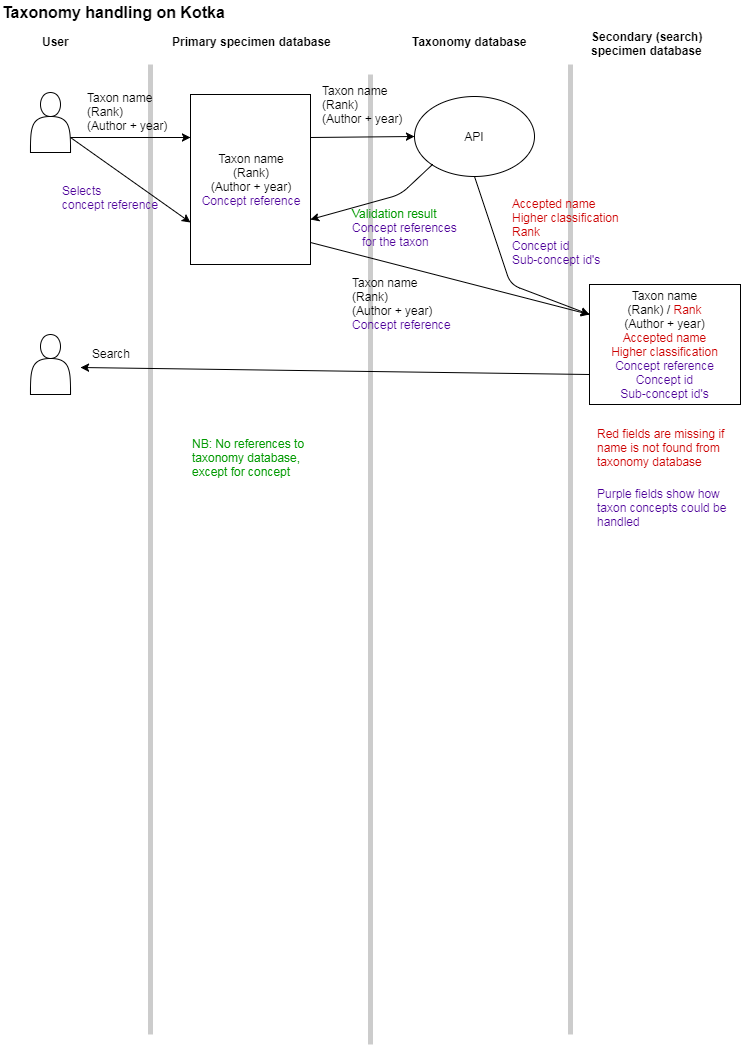 Taxonomy handling on Kotka
User
Primary specimen database
Taxonomy database
Secondary (search)
specimen database
Taxon name
(Rank)
(Author + year)
Taxon name
(Rank)
(Author + year)
API
Taxon name
(Rank)
(Author + year)
Concept reference
Selects
concept reference
Validation result
Concept references
for the taxon
Accepted name
Higher classification
Rank
Concept id
Sub-concept id's
Taxon name
(Rank)
(Author + year)
Concept reference
Taxon name
(Rank) / Rank
(Author + year)
Accepted name
Higher classification
Concept reference
Concept id
Sub-concept id's
Search
NB: No references to
taxonomy database,
except for concept
Red fields are missing if
name is not found from
taxonomy database
Purple fields show how
taxon concepts could be
handled